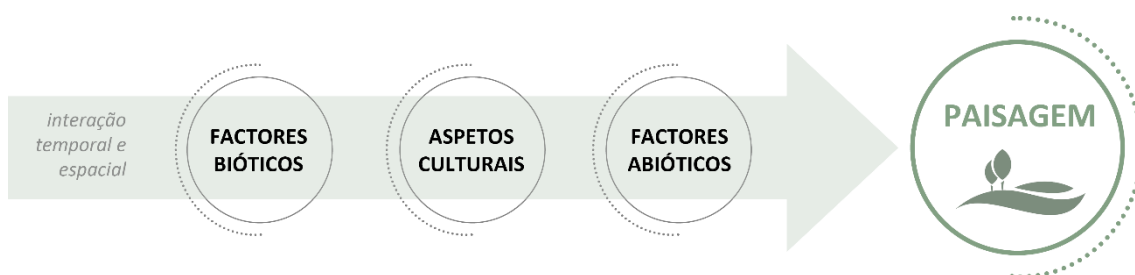 interação
temporal e
espacial
FACTORES
BIÓTICOS
ASPETOS
CULTURAIS
FACTORES
ABIÓTICOS
PAISAGEM